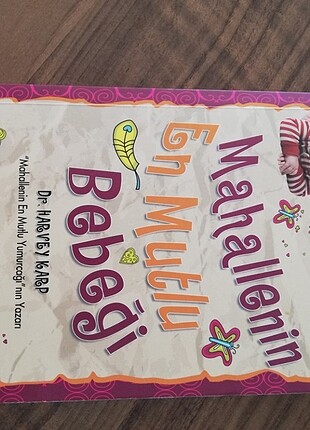 Mahallenin
En Mutlu
Bebeği
Dr. HARVEY KARP
"Mahallenin En Mutlu Yumurcağı"nın Yazarı